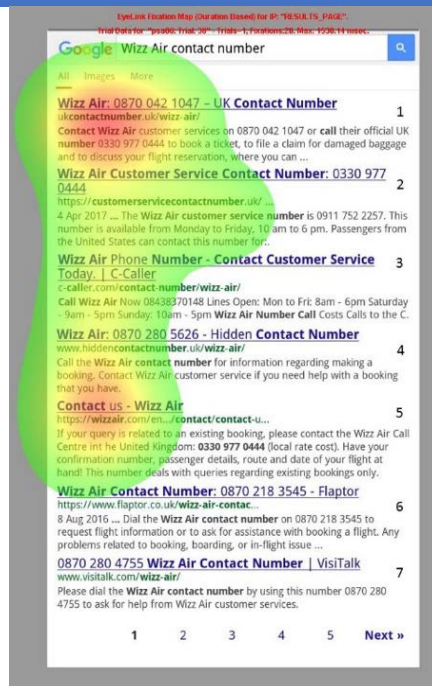 EyeLink Fixation Map (Duration Based) for IP: "RESULTS_PAGE".
Trial Data for "psa06: Trial: 30" - Trials=1; Fixations:20. Max: 1938.14 msec.
Google Wizz Air contact number
All Images More
Wizz Air: 0870 042 1047 – UK Contact Number 1
ukcontactnumber.uk/wizz-air/
Contact Wizz Air customer services on 0870 042 1047 or call their official UK
number 0330 977 0444 to book a ticket, to file a claim for damaged baggage
and to discuss your flight reservation, where you can ...
Wizz Air Customer Service Contact Number: 0330 977
0444 2
https://customerservicecontactnumber.uk/ ...
4 Apr 2017 ... The Wizz Air customer service number is 0911 752 2257. This
number is available from Monday to Friday, 10 am to 6 pm. Passengers from
the United States can contact this number for:.
Wizz Air Phone Number - Contact Customer Service 3
Today. | C-Caller
c-caller.com/contact-number/wizz-air/
Call Wizz Air Now 08438370148 Lines Open: Mon to Fri: 8am - 6pm Saturday
- 9am - 5pm Sunday: 10am - 5pm Wizz Air Number Call Costs Calls to the C.
Wizz Air: 0870 280 5626 - Hidden Contact Number 4
www.hiddencontactnumber.uk/wizz-air/
Call the Wizz Air contact number for information regarding making a
booking. Contact Wizz Air customer service if you need help with a booking
that you have.
Contact us - Wizz Air 5
https://wizzair.com/en.../contact/contact-u...
If your query is related to an existing booking, please contact the Wizz Air Call
Centre int he United Kingdom: 0330 977 0444 (local rate cost). Have your
confirmation number, passenger details, route and date of your flight at
hand! This number deals with queries regarding existing bookings only.
Wizz Air Contact Number: 0870 218 3545 - Flaptor 6
https://www.flaptor.co.uk/wizz-air-contac...
8 Aug 2016 ... Dial the Wizz Air contact number on 0870 218 3545 to
request flight information or to ask for assistance with booking a flight. Any
problems related to booking, boarding, or in-flight issue ...
0870 280 4755 Wizz Air Contact Number | VisiTalk 7
www.visitalk.com/wizz-air/
Please dial the Wizz Air contact number by using this number 0870 280
4755 to ask for help from Wizz Air customer services.
1 2 3 4 5 Next »